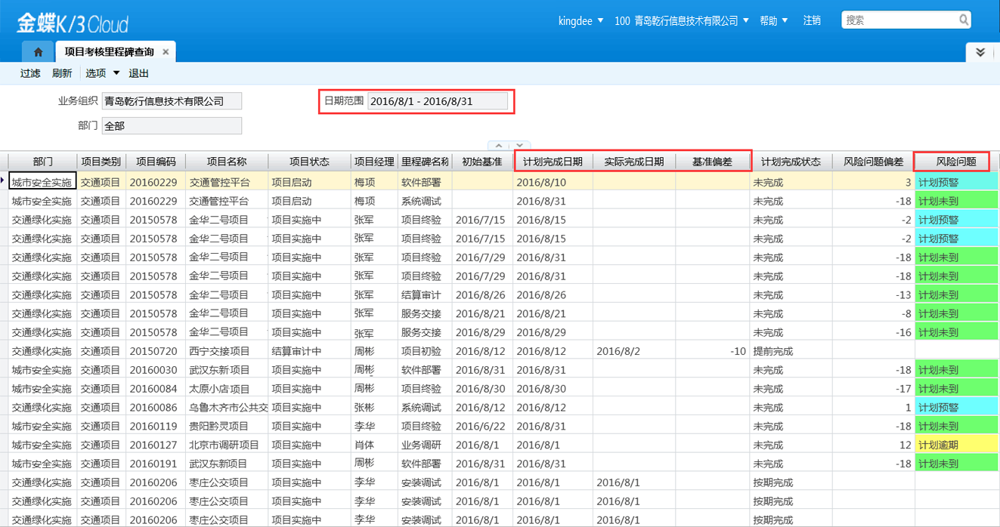 金蝶K/3 Cloud
kingdee 100 青岛乾行信息技术有限公司 帮助 注销 搜索
项目考核里程碑查询 ×
过滤 刷新 选项 退出
业务组织 青岛乾行信息技术有限公司 日期范围 2016/8/1 - 2016/8/31
部门 全部
部门 项目类别 项目编码 项目名称 项目状态 项目经理 里程碑名称 初始基准 计划完成日期 实际完成日期 基准偏差 计划完成状态 风险问题偏差 风险问题
城市安全实施 交通项目 20160229 交通管控平台 项目启动 梅项 软件部署 2016/8/10 未完成 3 计划预警
城市安全实施 交通项目 20160229 交通管控平台 项目启动 梅项 系统调试 2016/8/31 未完成 -18 计划未到
交通绿化实施 交通项目 20150578 金华二号项目 项目实施中 张军 项目终验 2016/7/15 2016/8/15 未完成 -2 计划预警
交通绿化实施 交通项目 20150578 金华二号项目 项目实施中 张军 项目终验 2016/7/15 2016/8/15 未完成 -2 计划预警
交通绿化实施 交通项目 20150578 金华二号项目 项目实施中 张军 项目终验 2016/7/29 2016/8/31 未完成 -18 计划未到
交通绿化实施 交通项目 20150578 金华二号项目 项目实施中 张军 项目终验 2016/7/29 2016/8/31 未完成 -18 计划未到
交通绿化实施 交通项目 20150578 金华二号项目 项目实施中 张军 结算审计 2016/8/26 2016/8/26 未完成 -13 计划未到
交通绿化实施 交通项目 20150578 金华二号项目 项目实施中 张军 服务交接 2016/8/21 2016/8/21 未完成 -8 计划未到
交通绿化实施 交通项目 20150578 金华二号项目 项目实施中 张军 服务交接 2016/8/29 2016/8/29 未完成 -16 计划未到
交通绿化实施 交通项目 20150720 西宁交接项目 结算审计中 周彬 项目初验 2016/8/12 2016/8/12 2016/8/2 -10 提前完成
城市安全实施 交通项目 20160030 武汉东新项目 项目实施中 周彬 软件部署 2016/8/31 2016/8/31 未完成 -18 计划未到
城市安全实施 交通项目 20160084 太原小店项目 项目实施中 周彬 项目终验 2016/8/30 2016/8/30 未完成 -17 计划未到
交通绿化实施 交通项目 20160086 乌鲁木齐市公共交 项目实施中 张彬 系统调试 2016/8/12 2016/8/12 未完成 1 计划预警
城市安全实施 交通项目 20160119 贵阳黔灵项目 项目实施中 李华 项目终验 2016/6/22 2016/8/31 未完成 -18 计划未到
城市安全实施 交通项目 20160127 北京市调研项目 项目实施中 肖体 业务调研 2016/8/1 2016/8/1 未完成 12 计划逾期
城市安全实施 交通项目 20160191 武汉东新项目 项目实施中 周彬 软件部署 2016/8/31 2016/8/31 未完成 -18 计划未到
交通绿化实施 交通项目 20160206 枣庄公交项目 项目实施中 李华 安装调试 2016/8/1 2016/8/1 2016/8/1 按期完成
交通绿化实施 交通项目 20160206 枣庄公交项目 项目实施中 李华 安装调试 2016/8/1 2016/8/1 2016/8/1 按期完成
交通绿化实施 交通项目 20160206 枣庄公交项目 项目实施中 李华 安装调试 2016/8/1 2016/8/1 2016/8/1 按期完成